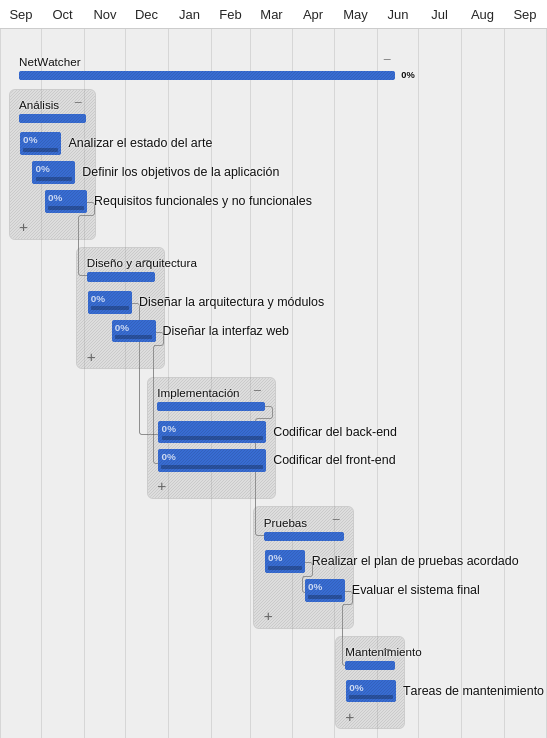 Sep Oct Nov Dec Jan Feb Mar Apr May Jun Jul Aug Sep
NetWatcher –
0%
Análisis –
0% Analizar el estado del arte
0% Definir los objetivos de la aplicación
0% Requisitos funcionales y no funcionales
+
Diseño y arquitectura –
0% Diseñar la arquitectura y módulos
0% Diseñar la interfaz web
+
Implementación –
0% Codificar del back-end
0% Codificar del front-end
+
Pruebas –
0% Realizar el plan de pruebas acordado
0% Evaluar el sistema final
+
Mantenimiento –
0% Tareas de mantenimiento
+